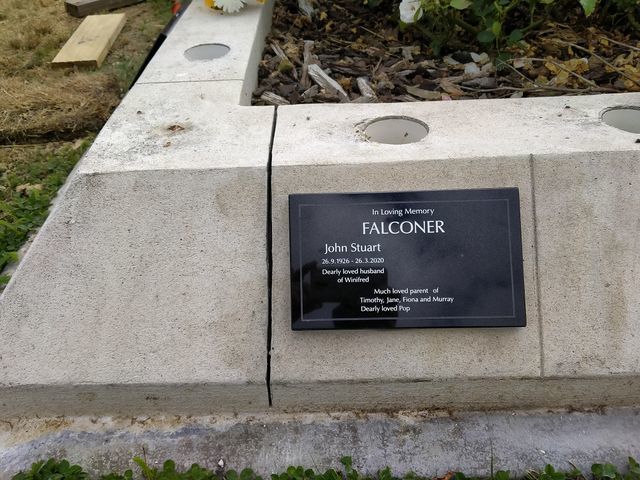 In Loving Memory
FALCONER
John Stuart
26.9.1926 - 26.3.2020
Dearly loved husband
of Winifred
Much loved parent of
Timothy, Jane, Fiona and Murray
Dearly loved Pop